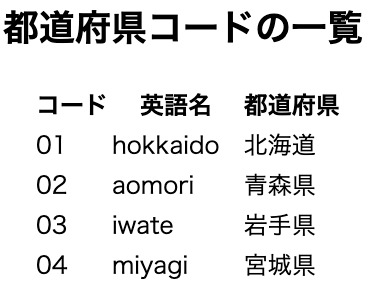 都道府県コードの一覧
コード 英語名 都道府県
01 hokkaido 北海道
02 aomori 青森県
03 iwate 岩手県
04 miyagi 宮城県